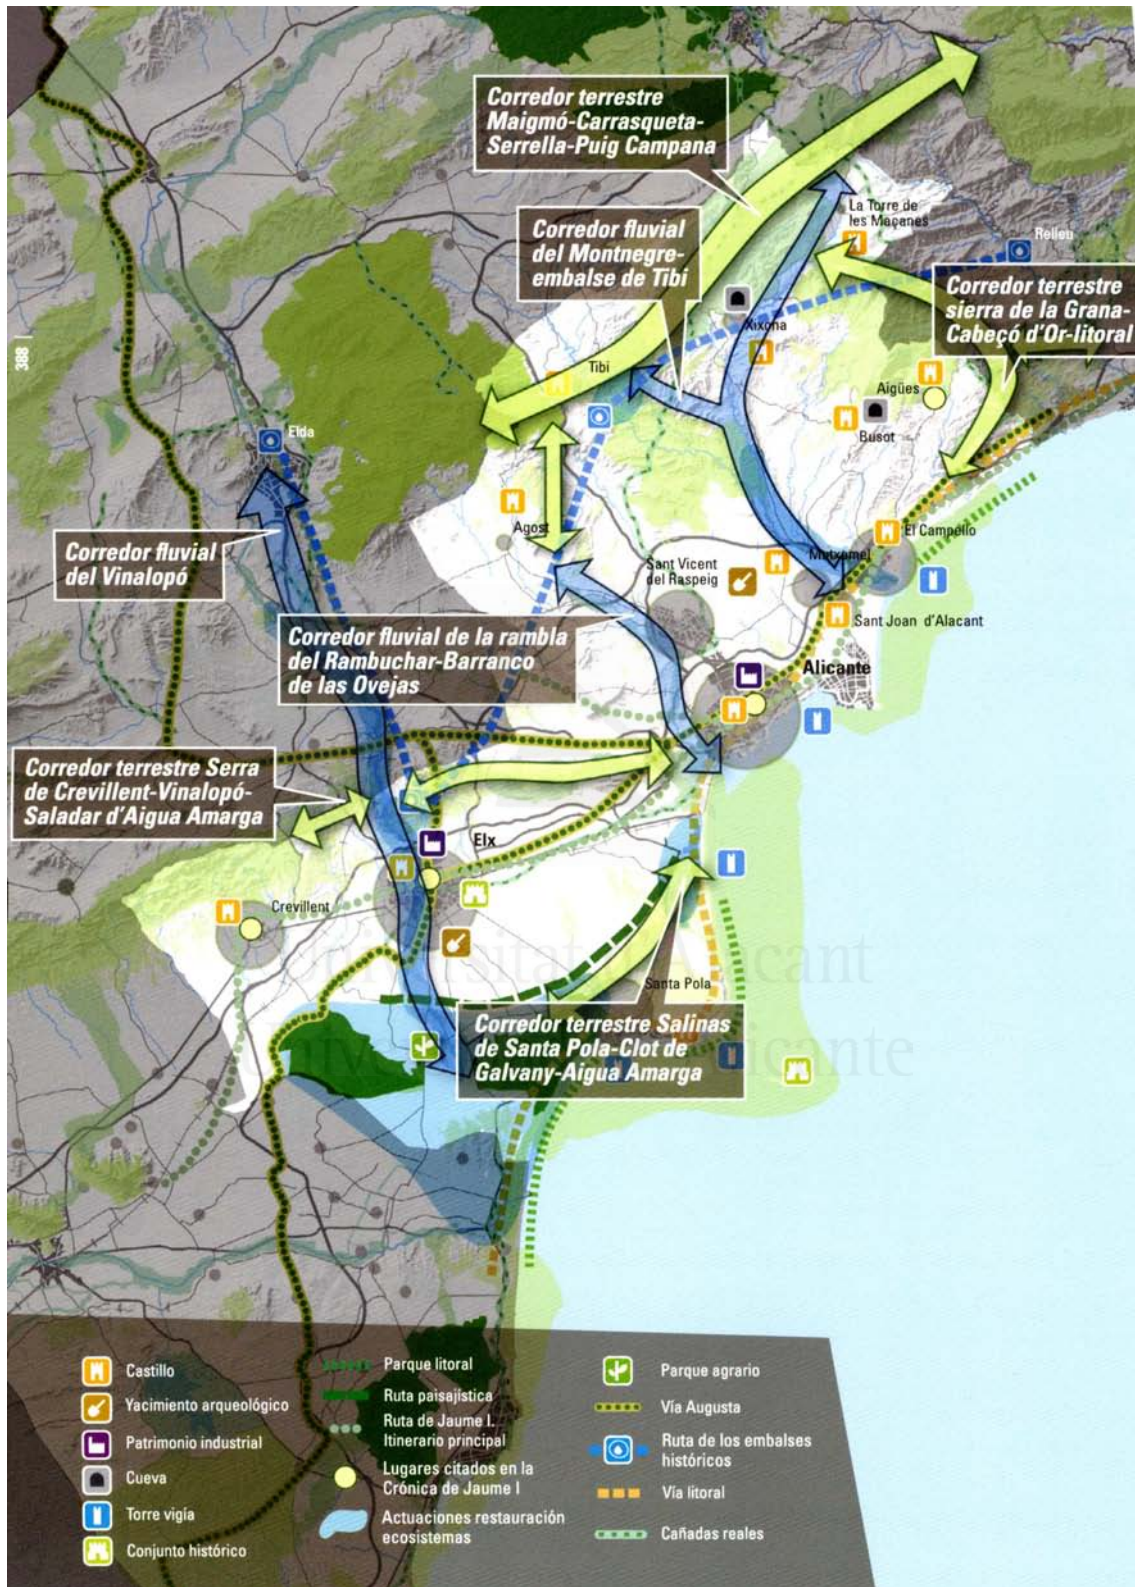 Corredor terrestre
Maigmó-Carrasqueta-
Serrella-Puig Campana
La Torre de
les Maçanes
Relleu
Corredor fluvial
del Montnegre-
embalse de Tibi
Corredor terrestre
sierra de la Grana-
Cabeçó d'Or-litoral
388
Xixona
Tibi
Aigües
Busot
Elda
Agost
El Campello
Mutxamel
Corredor fluvial
del Vinalopó
Sant Vicent
del Raspeig
Sant Joan d'Alacant
Corredor fluvial de la rambla
del Rambuchar-Barranco
de las Ovejas
Alicante
Corredor terrestre Serra
de Crevillent-Vinalopó-
Saladar d'Aigua Amarga
Elx
Crevillent
Universitat d'Alacant
Universidad de Alicante
Santa Pola
Corredor terrestre Salinas
de Santa Pola-Clot de
Galvany-Aigua Amarga
Castillo
Yacimiento arqueológico
Patrimonio industrial
Cueva
Torre vigía
Conjunto histórico
Parque litoral
Ruta paisajística
Ruta de Jaume I.
Itinerario principal
Lugares citados en la
Crónica de Jaume I
Actuaciones restauración
ecosistemas
Parque agrario
Vía Augusta
Ruta de los embalses
históricos
Vía litoral
Cañadas reales